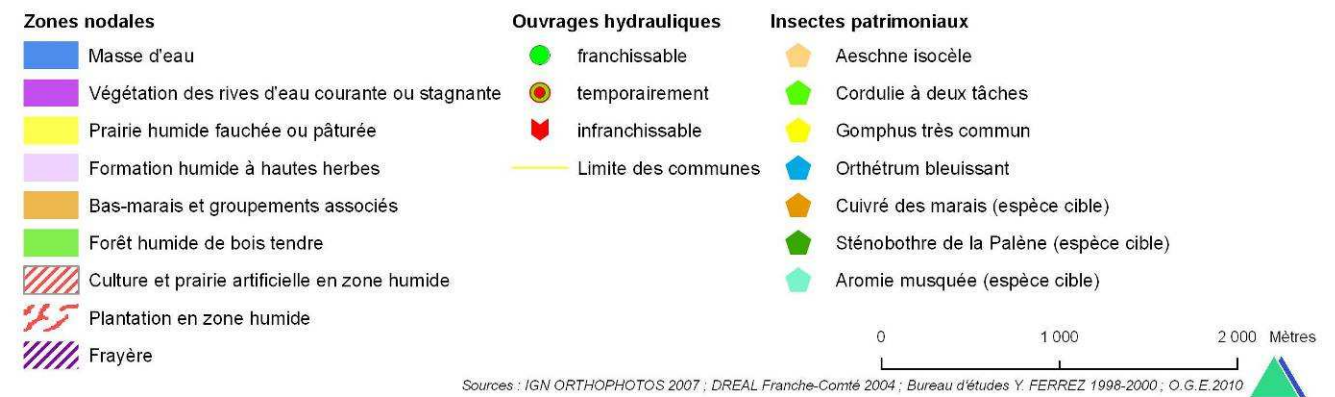 Zones nodales
Masse d'eau
Végétation des rives d'eau courante ou stagnante
Prairie humide fauchée ou pâturée
Formation humide à hautes herbes
Bas-marais et groupements associés
Forêt humide de bois tendre
Culture et prairie artificielle en zone humide
Plantation en zone humide
Frayère
Ouvrages hydrauliques
franchissable
temporairement
infranchissable
Limite des communes
Insectes patrimoniaux
Aeschne isocèle
Cordulie à deux tâches
Gomphus très commun
Orthétrum bleuissant
Cuivré des marais (espèce cible)
Sténobothre de la Palène (espèce cible)
Aromie musquée (espèce cible)
0 1 000 2 000 Mètres
Sources : IGN ORTHOPHOTOS 2007 ; DREAL Franche-Comté 2004 ; Bureau d'études Y. FERREZ 1998-2000 ; O.G.E.2010